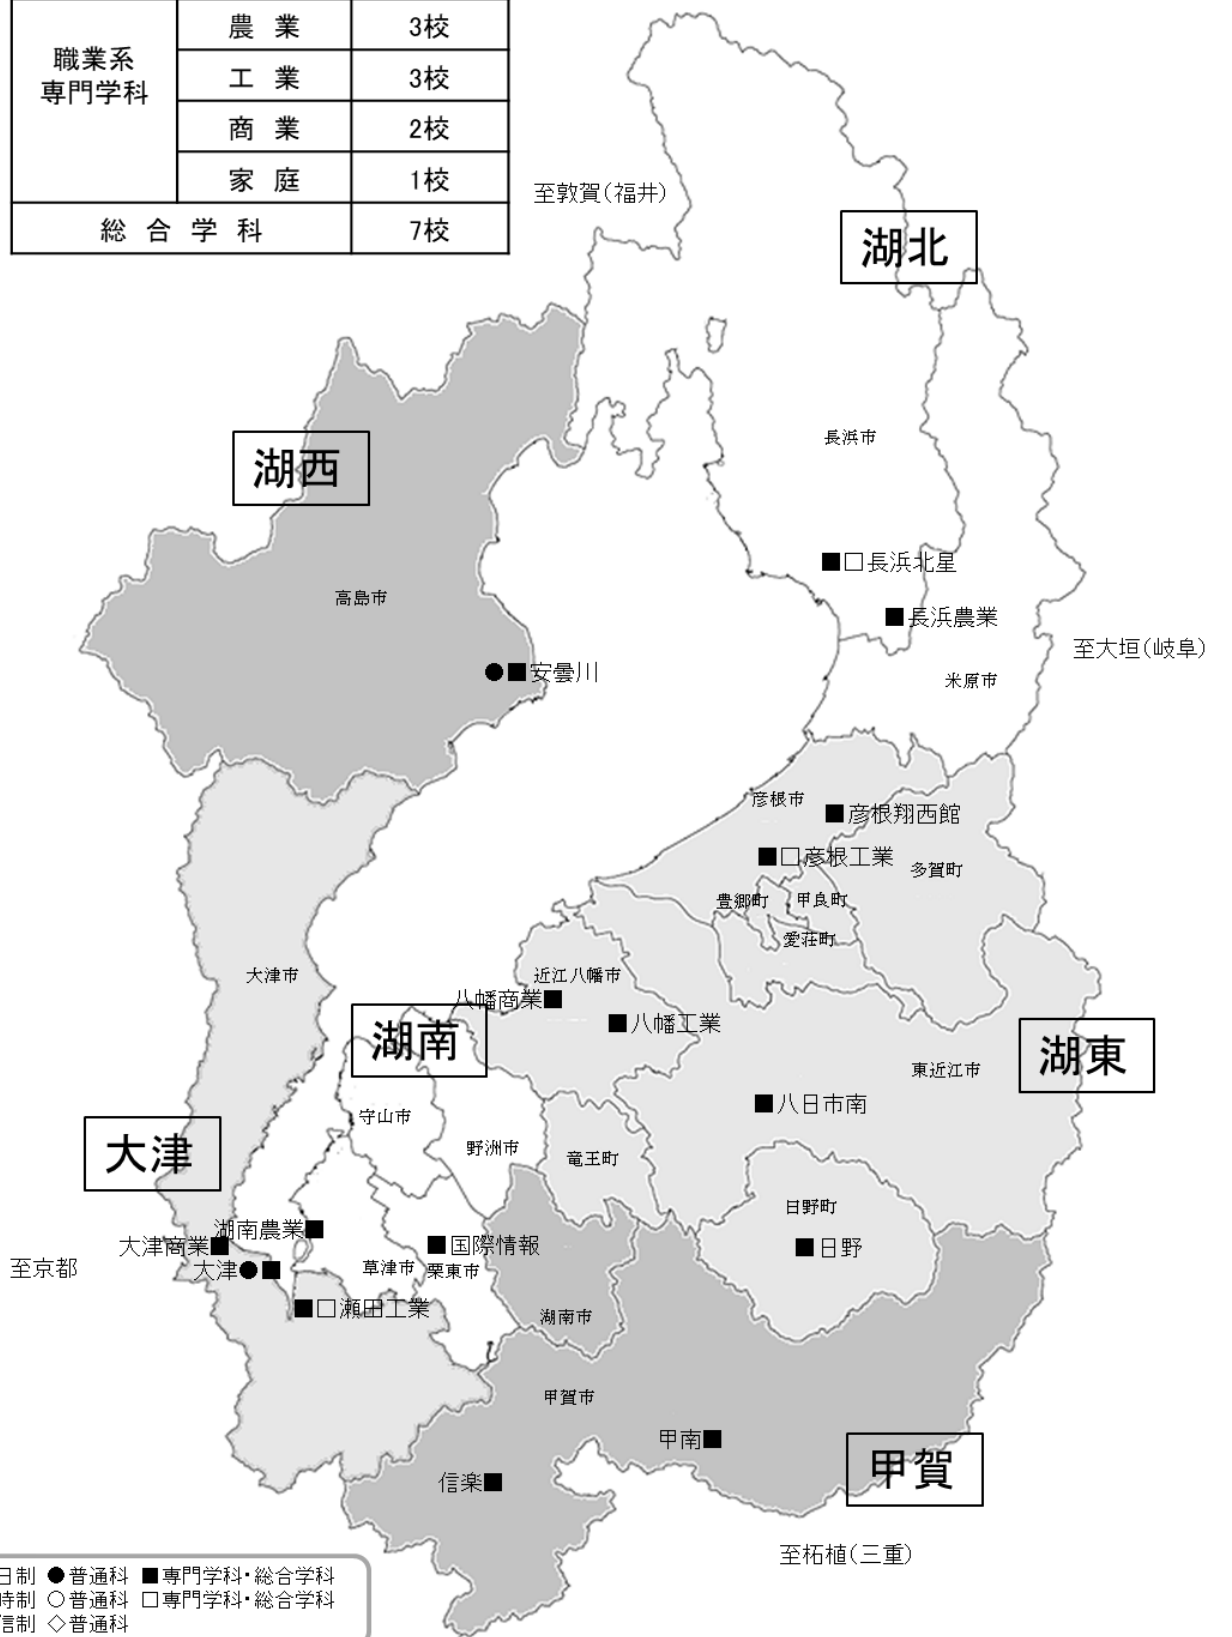 職業系
専門学科
農 業 3校
工 業 3校
商 業 2校
家 庭 1校
総 合 学 科 7校
至敦賀(福井)
湖北
湖西
長浜市
■□長浜北星
高島市
■長浜農業
至大垣(岐阜)
●■安曇川
米原市
彦根市
■彦根翔西館
■□彦根工業
多賀町
豊郷町
甲良町
愛荘町
大津市
近江八幡市
八幡商業■
■八幡工業
湖南
湖東
東近江市
■八日市南
守山市
野洲市
竜王町
大津
日野町
湖南農業■
大津商業■
■国際情報
■日野
至京都
大津●■
草津市
栗東市
■□瀬田工業
湖南市
甲賀市
甲南■
甲賀
信楽■
至柘植(三重)
日制 ●普通科 ■専門学科・総合学科
時制 ○普通科 □専門学科・総合学科
信制 ◇普通科